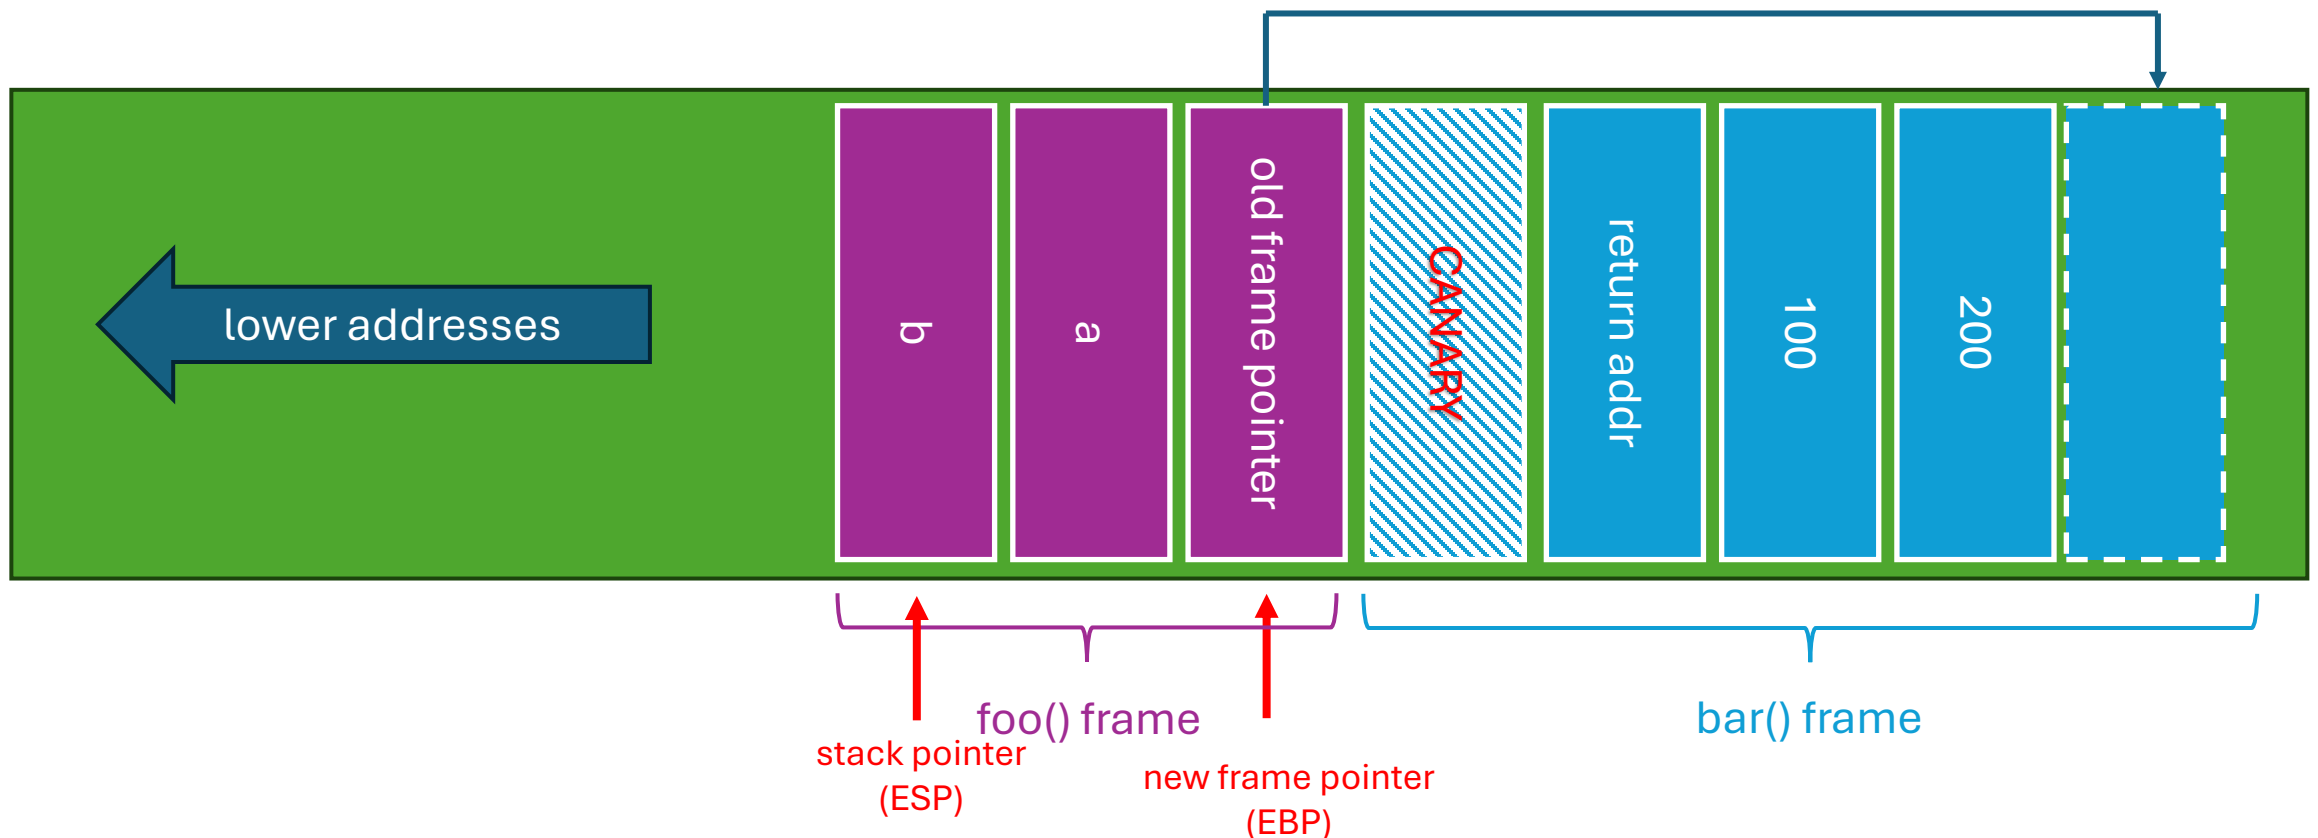 lower addresses
b
a
old frame pointer
CANARY
return addr
100
200
foo() frame
bar() frame
stack pointer
(ESP)
new frame pointer
(EBP)